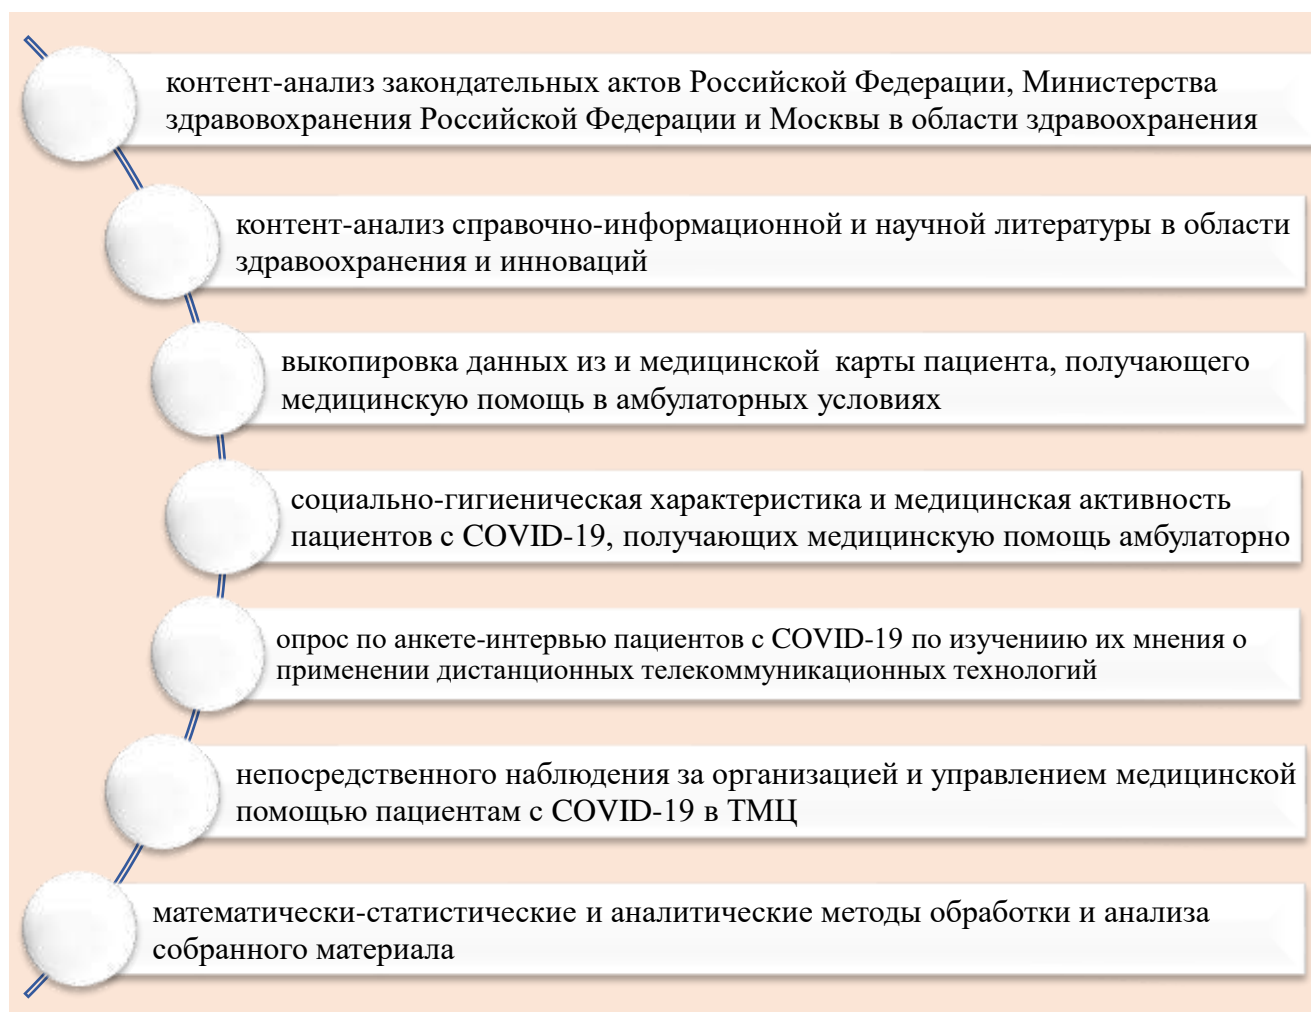 контент-анализ закондательных актов Российской Федерации, Министерства
здравовохранения Российской Федерации и Москвы в области здравоохранения
контент-анализ справочно-информационной и научной литературы в области
здравоохранения и инноваций
выкопировка данных из и медицинской карты пациента, получающего
медицинскую помощь в амбулаторных условиях
социально-гигиеническая характеристика и медицинская активность
пациентов с COVID-19, получающих медицинскую помощь амбулаторно
опрос по анкете-интервью пациентов с COVID-19 по изучениию их мнения о
применении дистанционных телекоммуникационных технологий
непосредственного наблюдения за организацией и управлением медицинской
помощью пациентам с COVID-19 в ТМЦ
математически-статистические и аналитические методы обработки и анализа
собранного материала